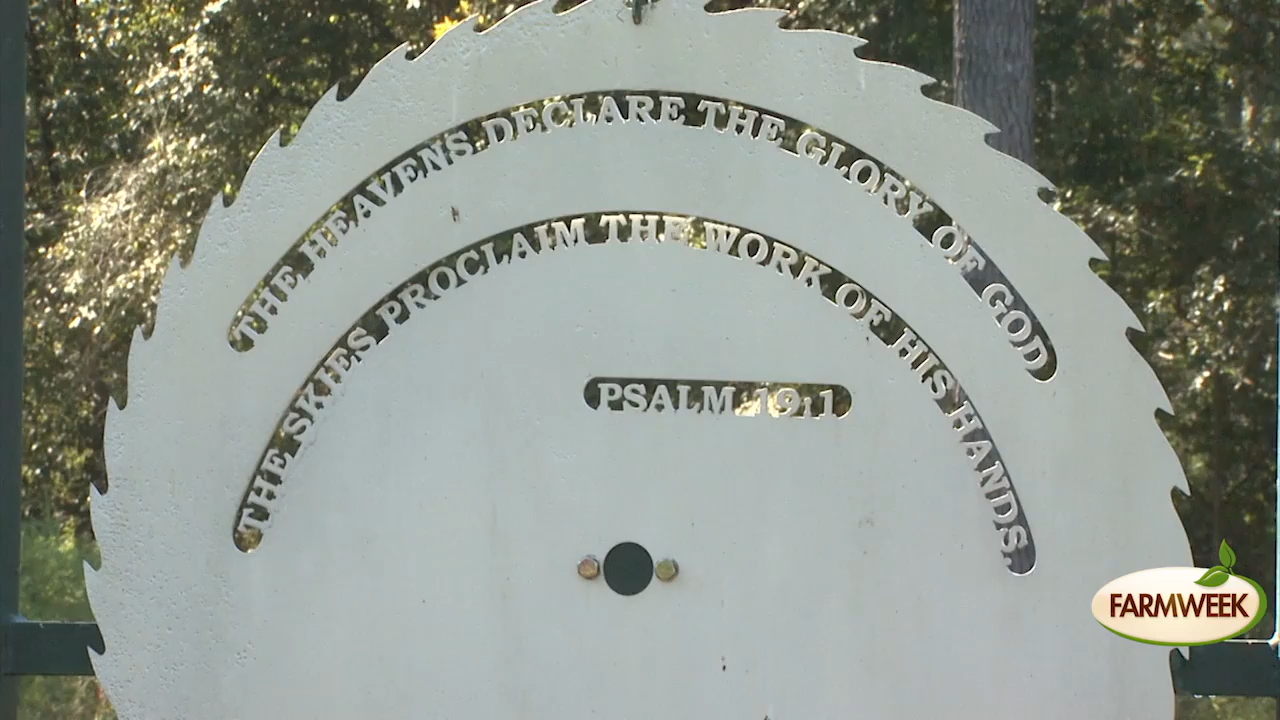 THE HEAVENS DECLARE THE GLORY OF GOD
THE SKIES PROCLAIM THE WORK OF HIS HANDS.
PSALM 19:1
FARMWEEK